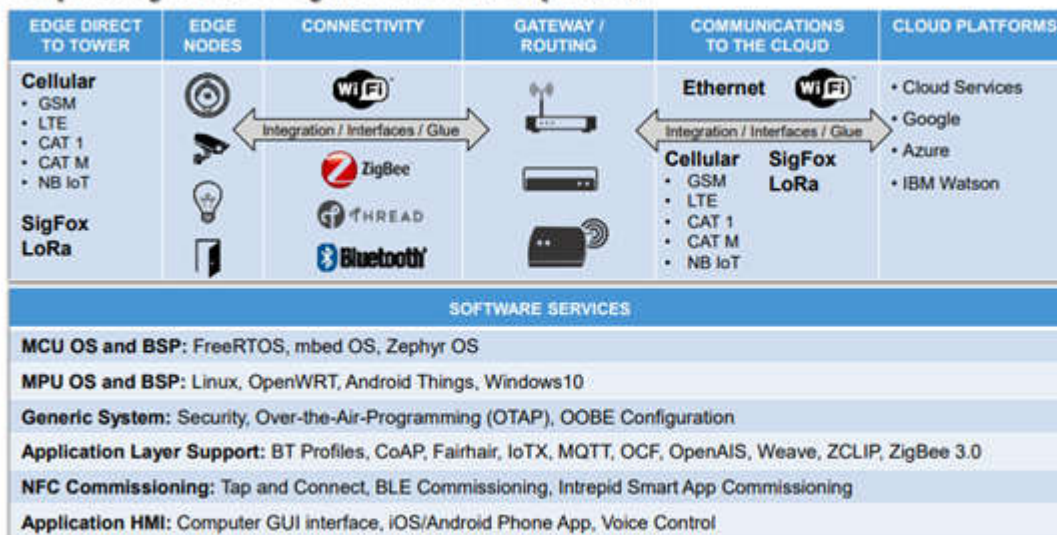 EDGE DIRECT
TO TOWER
EDGE
NODES
CONNECTIVITY
GATEWAY /
ROUTING
COMMUNICATIONS
TO THE CLOUD
CLOUD PLATFORMS
Cellular
• GSM
• LTE
• CAT 1
• CAT M
• NB IoT
SigFox
LoRa
WiFi
Integration / Interfaces / Glue
ZigBee
THREAD
Bluetooth
Ethernet
WiFi
Integration / Interfaces / Glue
Cellular
• GSM
• LTE
• CAT 1
• CAT M
• NB IoT
SigFox
LoRa
• Cloud Services
• Google
• Azure
• IBM Watson
SOFTWARE SERVICES
MCU OS and BSP: FreeRTOS, mbed OS, Zephyr OS
MPU OS and BSP: Linux, OpenWRT, Android Things, Windows10
Generic System: Security, Over-the-Air-Programming (OTAP), OOBE Configuration
Application Layer Support: BT Profiles, CoAP, Fairhair, IoTX, MQTT, OCF, OpenAIS, Weave, ZCLIP, ZigBee 3.0
NFC Commissioning: Tap and Connect, BLE Commissioning, Intrepid Smart App Commissioning
Application HMI: Computer GUI interface, iOS/Android Phone App, Voice Control